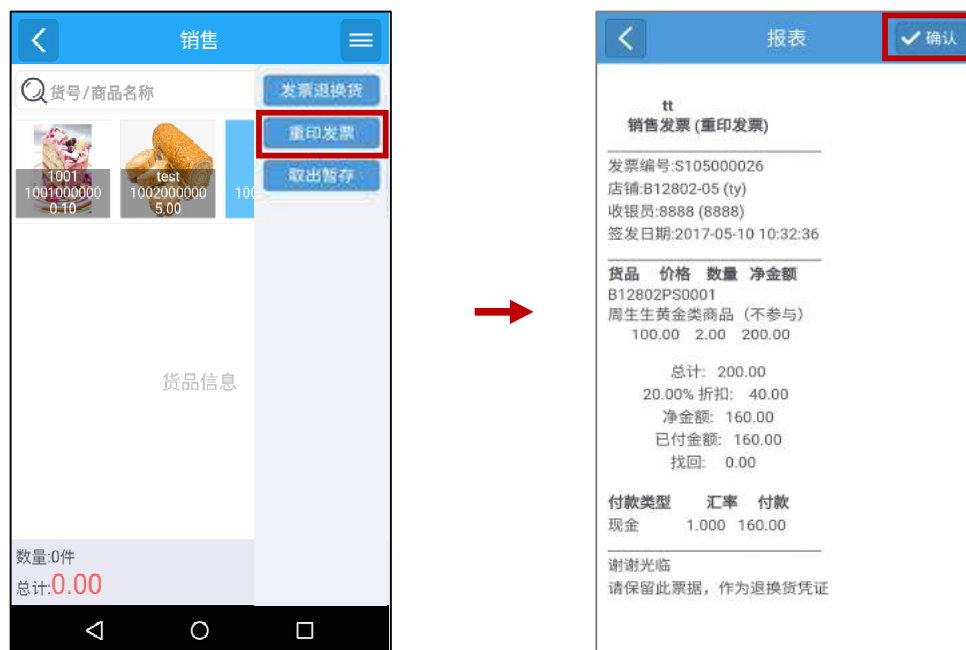 销售
货号/商品名称
发票退换货
重印发票
取出暂存
1001
1001000000
0.10
test
1002000000
5.00
100
货品信息
数量:0件
总计:0.00
报表
确认
tt
销售发票 (重印发票)
发票编号:S105000026
店铺:B12802-05 (ty)
收银员:8888 (8888)
签发日期:2017-05-10 10:32:36
货品 价格 数量 净金额
B12802PS0001
周生生黄金类商品（不参与）
100.00 2.00 200.00
总计: 200.00
20.00% 折扣: 40.00
净金额: 160.00
已付金额: 160.00
找回: 0.00
付款类型 汇率 付款
现金 1.000 160.00
谢谢光临
请保留此票据，作为退换货凭证